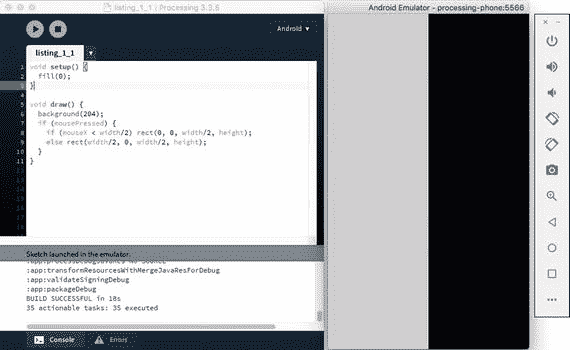 listing_1_1 | Processing 3.3.6
Android Emulator - processing-phone:5566
Android ▾
listing_1_1
1 void setup() {
2 fill(0);
3 }
4
5 void draw() {
6 background(204);
7 if (mousePressed) {
8 if (mouseX < width/2) rect(0, 0, width/2, height);
9 else rect(width/2, 0, width/2, height);
10 }
11 }
Sketch launched in the emulator.
:app:transformResourcesWithMergeJavaResForDebug
:app:validateSigningDebug
:app:packageDebug
BUILD SUCCESSFUL in 18s
35 actionable tasks: 35 executed
Console
Errors